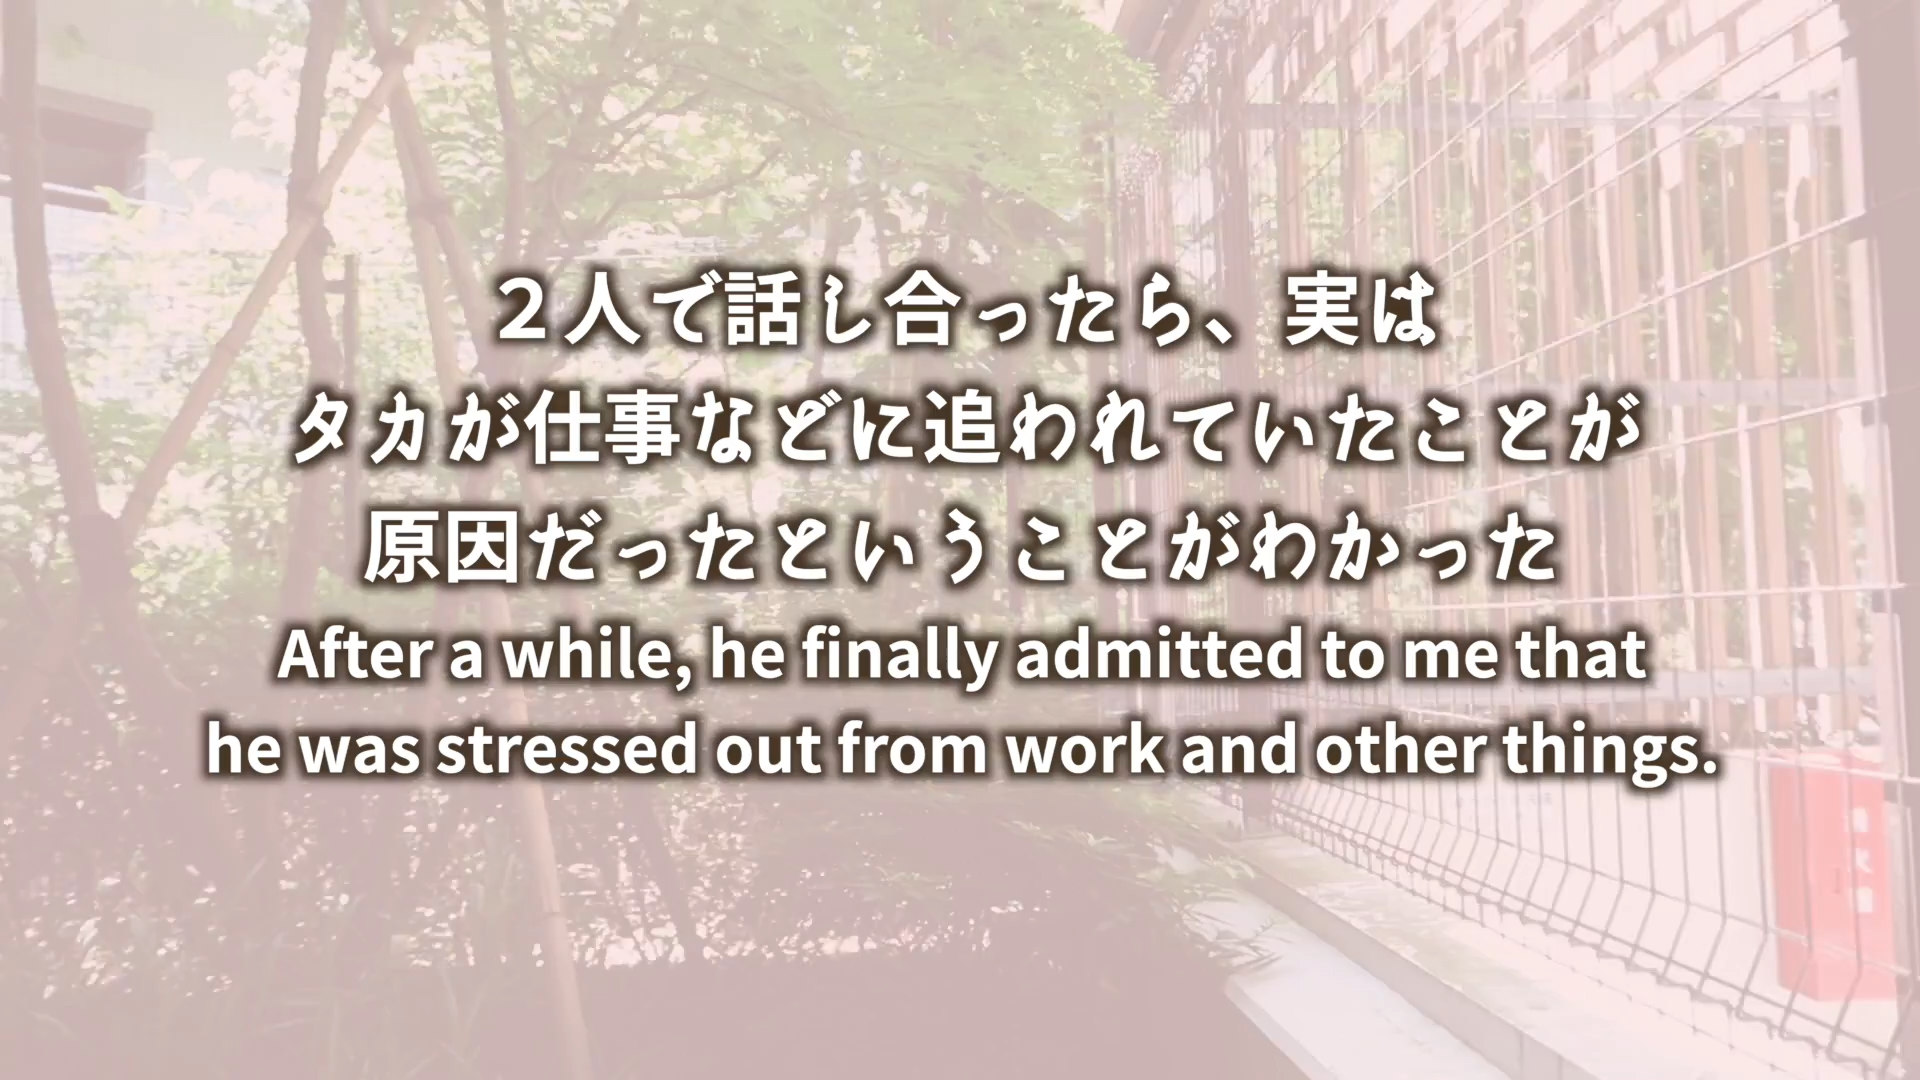 ２人で話し合ったら、実は
タカが仕事などに追われていたことが
原因だったということがわかった
After a while, he finally admitted to me that
he was stressed out from work and other things.